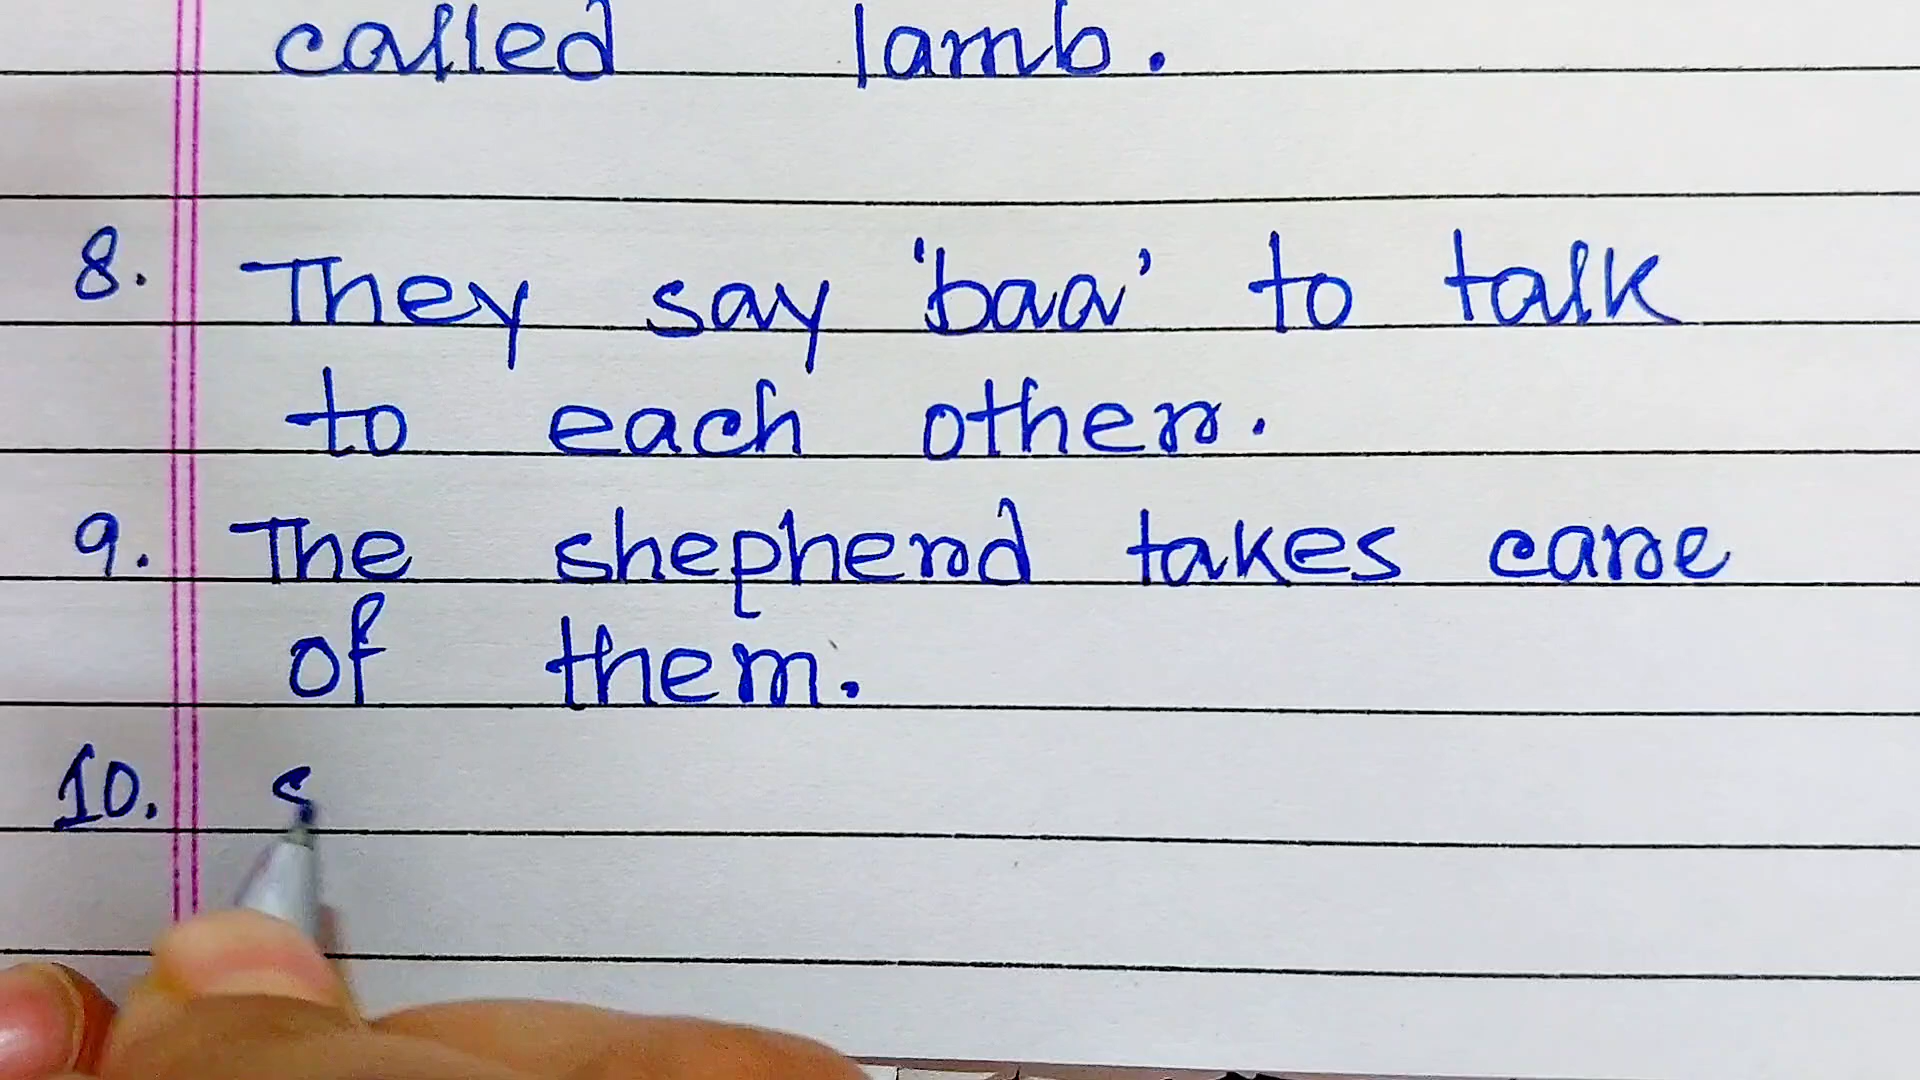 called lamb.
8. They say 'baa' to talk
to each other.
9. The shepherd takes care
of them.
10. S